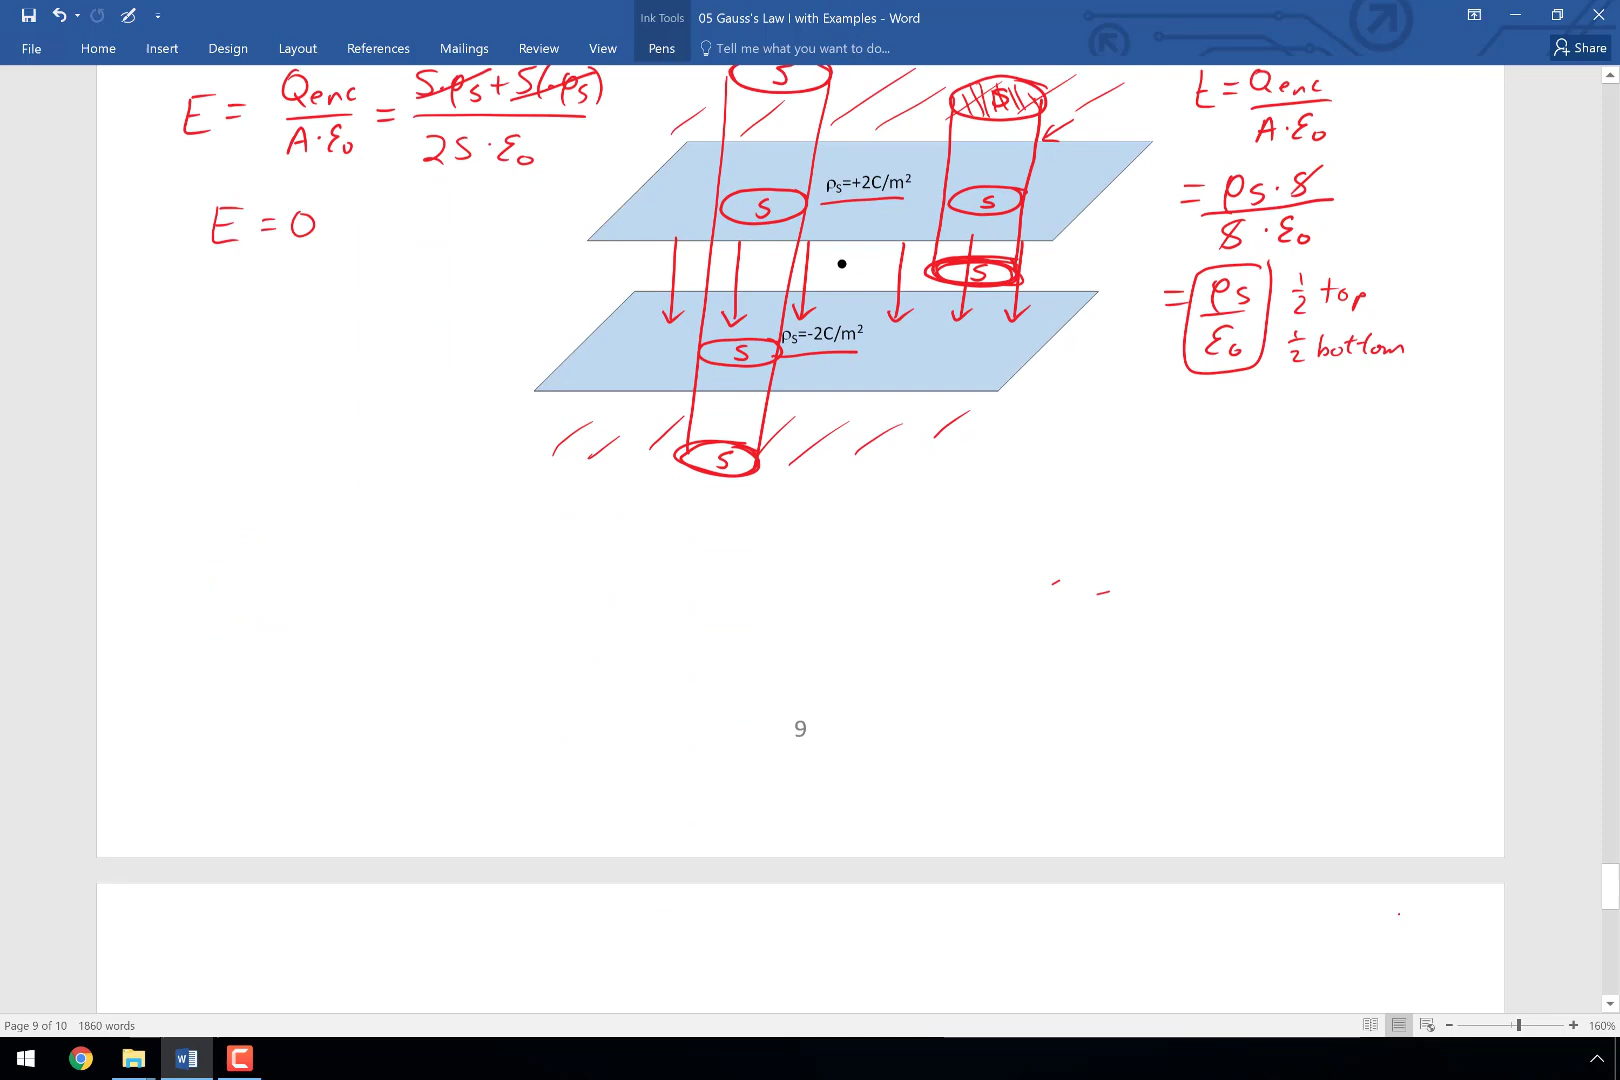 Ink Tools
05 Gauss's Law I with Examples - Word
File
Home
Insert
Design
Layout
References
Mailings
Review
View
Pens
Tell me what you want to do...
Share
E = Qenc / A·ε₀ = S·ρs + S(-ρs) / 2S·ε₀
E = 0
S
S
ρs=+2C/m²
S
S
S
ρs=-2C/m²
S
S
E = Qenc / A·ε₀
= ρs·S / S·ε₀
= ρs / ε₀
½ top
½ bottom
9
Page 9 of 10
1860 words
160%